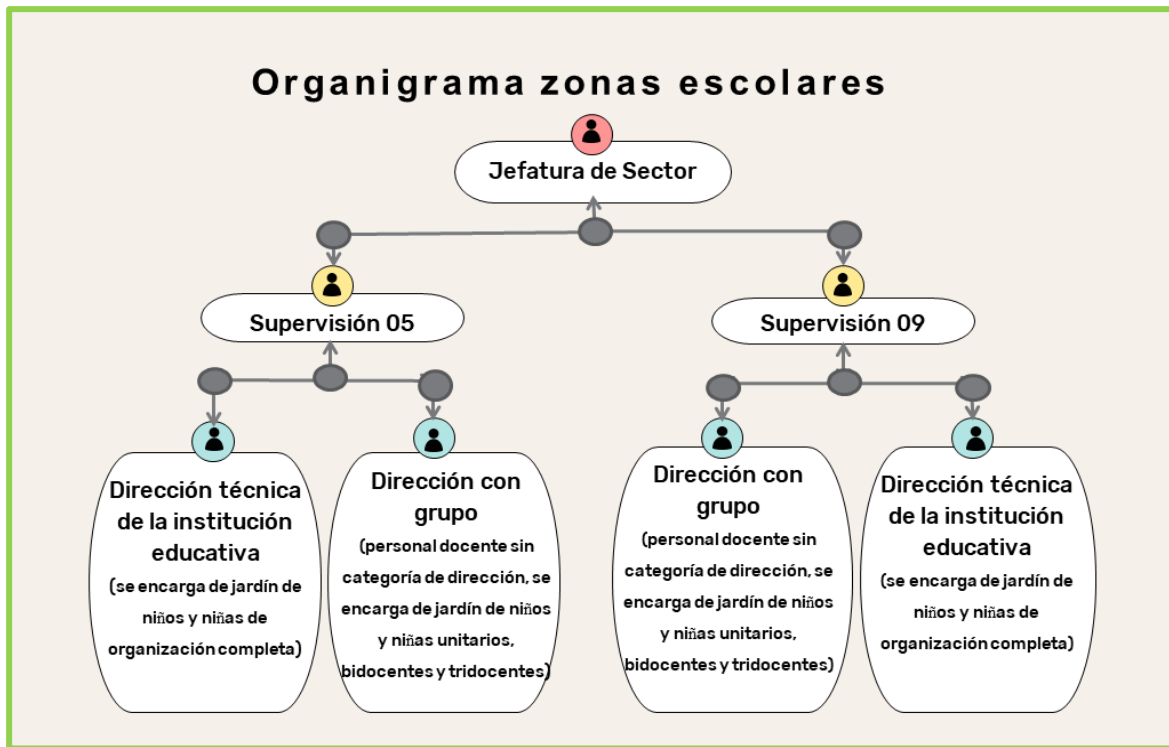 Organigrama zonas escolares
Jefatura de Sector
Supervisión 05
Supervisión 09
Dirección técnica
de la institución
educativa
(se encarga de jardín de
niños y niñas de
organización completa)
Dirección con
grupo
(personal docente sin
categoría de dirección, se
encarga de jardín de niños
y niñas unitarios,
bidocentes y tridocentes)
Dirección con
grupo
(personal docente sin
categoría de dirección, se
encarga de jardín de niños
y niñas unitarios,
bidocentes y tridocentes)
Dirección técnica
de la institución
educativa
(se encarga de jardín de
niños y niñas de
organización completa)